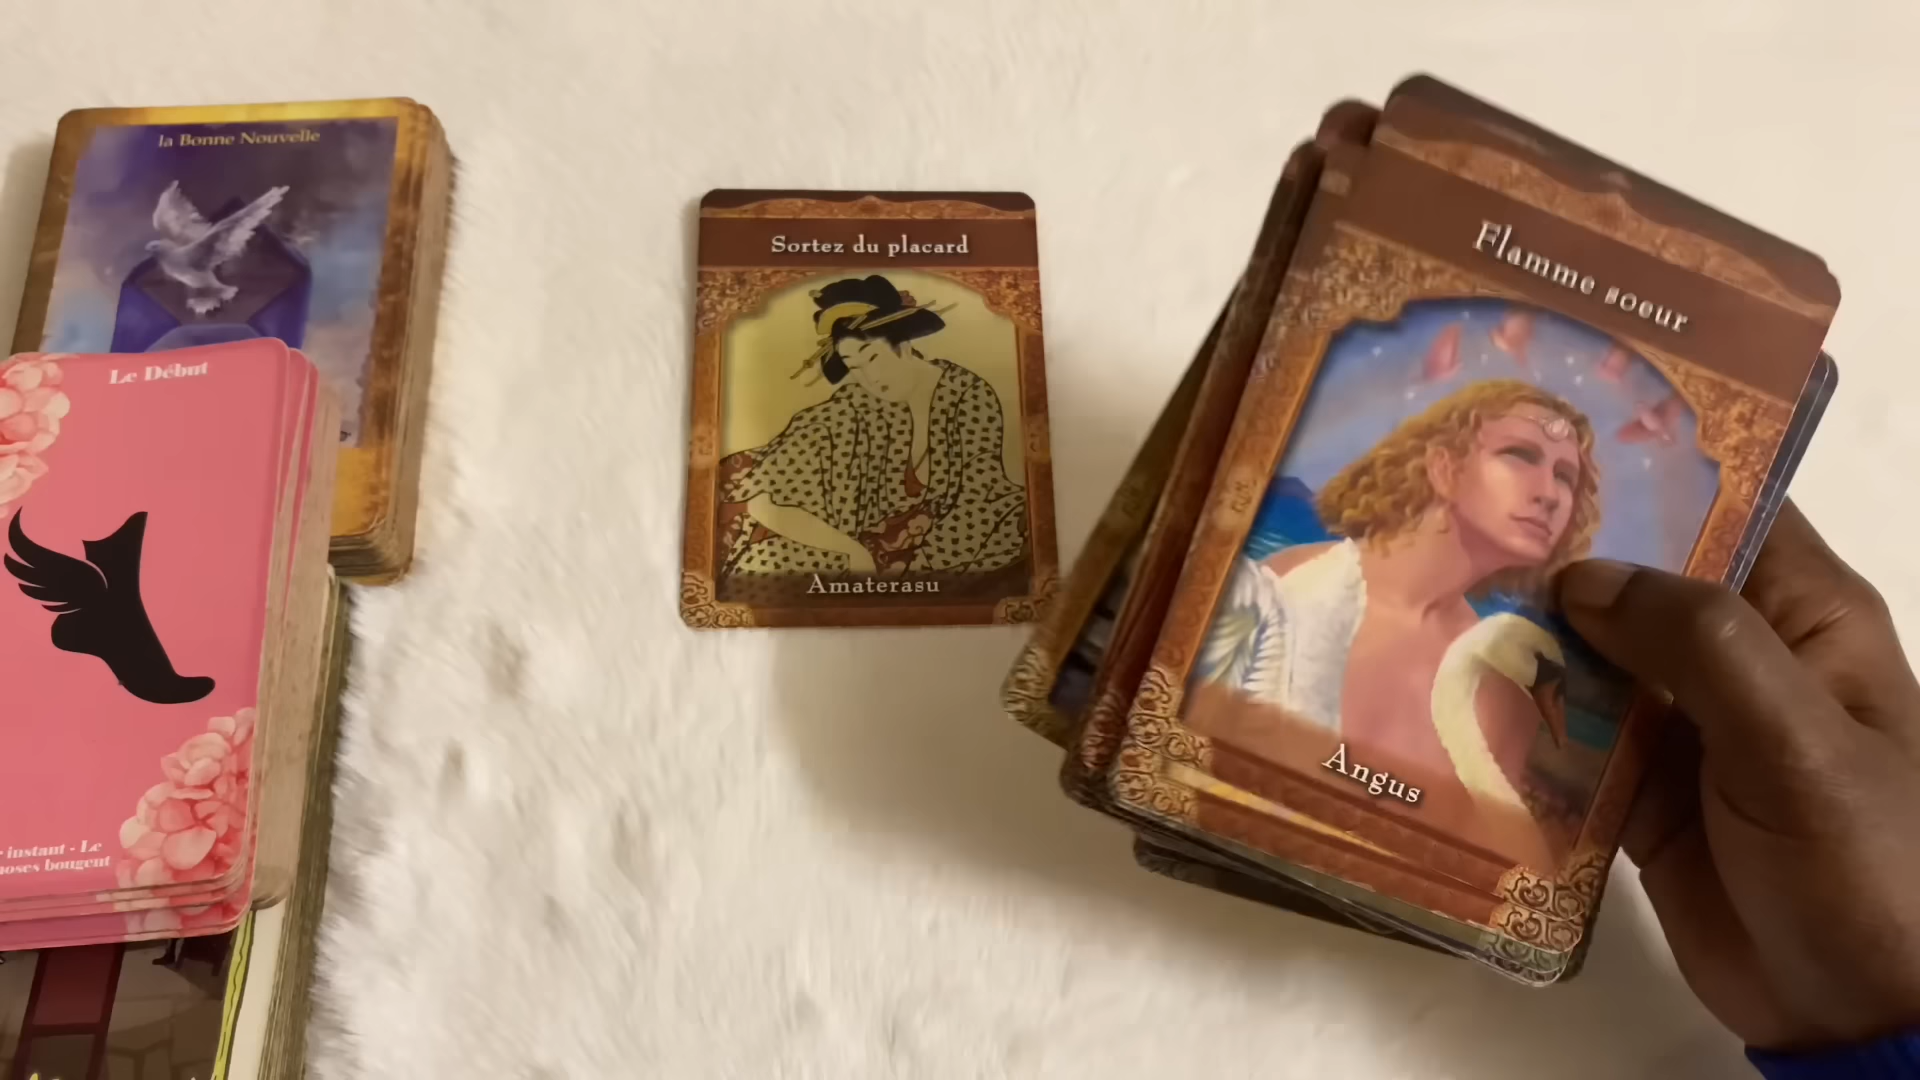 la Bonne Nouvelle
Le Début
instant - Le
hoses bougent
Sortez du placard
Amaterasu
Flamme soeur
Angus